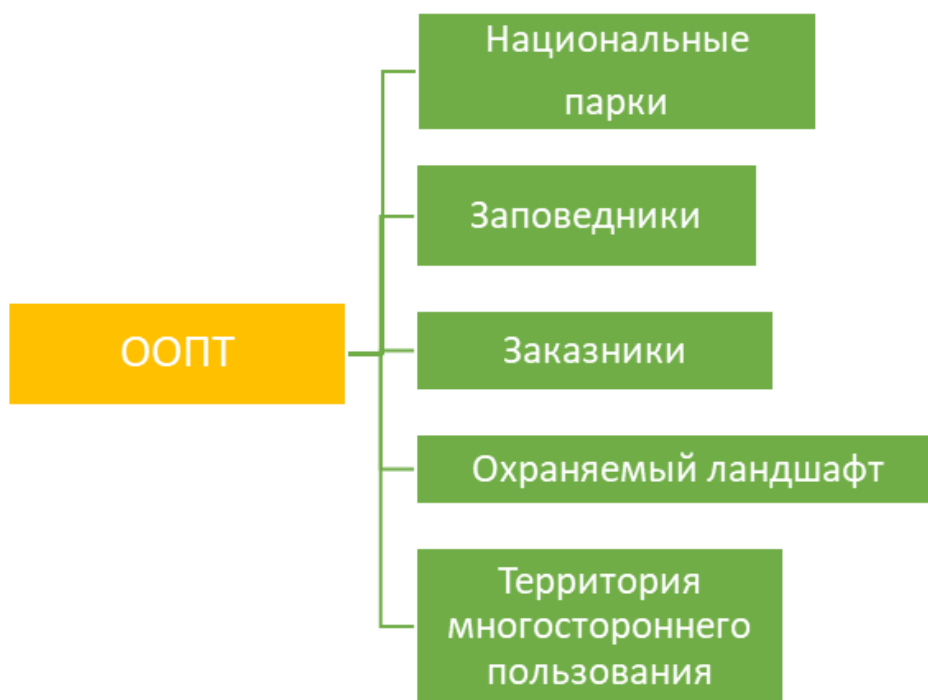 Национальные
парки
Заповедники
ООПТ
Заказники
Охраняемый ландшафт
Территория
многостороннего
пользования